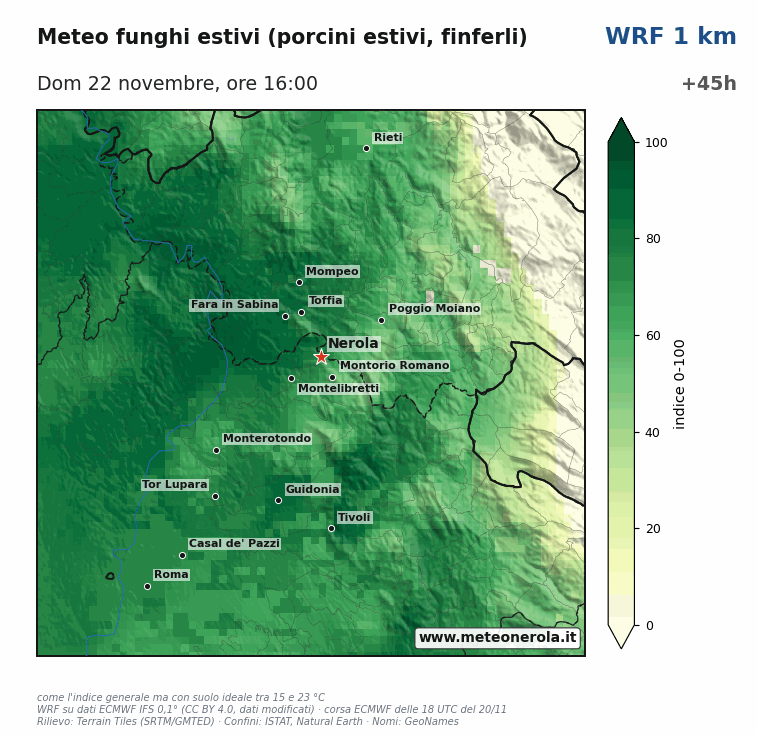 Meteo funghi estivi (porcini estivi, finferli)
WRF 1 km
Dom 22 novembre, ore 16:00
+45h
Rieti
Mompeo
Toffia
Fara in Sabina
Poggio Moiano
Nerola
Montorio Romano
Montelibretti
Monterotondo
Tor Lupara
Guidonia
Tivoli
Casal de' Pazzi
Roma
www.meteonerola.it
100
80
60
40
20
0
indice 0-100
come l'indice generale ma con suolo ideale tra 15 e 23 °C
WRF su dati ECMWF IFS 0,1° (CC BY 4.0, dati modificati) · corsa ECMWF delle 18 UTC del 20/11
Rilievo: Terrain Tiles (SRTM/GMTED) · Confini: ISTAT, Natural Earth · Nomi: GeoNames